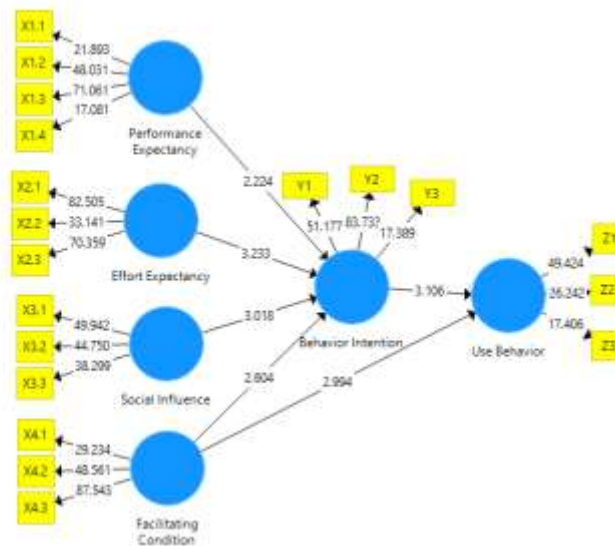 X1.1
21.893
X1.2
48.031
X1.3
71.061
X1.4
17.081
Performance
Expectancy
2.224
Y1
Y2
Y3
51.177
17.389
X2.1
82.505
X2.2
33.141
X2.3
70.359
Effort Expectancy
3.233
Z1
49.424
Z2
26.242
Z3
17.406
3.106
Behavior Intention
Use Behavior
X3.1
49.942
X3.2
44.750
X3.3
38.299
Social Influence
3.018
2.604
2.994
X4.1
29.234
X4.2
48.561
X4.3
87.543
Facilitating
Condition